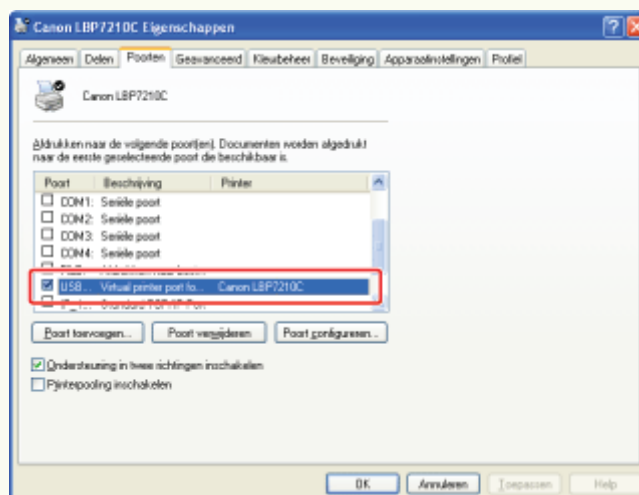 Canon LBP7210C Eigenschappen
Algemeen Delen Poorten Geavanceerd Kleurbeheer Beveiliging Apparaatinstellingen Profiel
Canon LBP7210C
Afdrukken naar de volgende poort(en). Documenten worden afgedrukt
naar de eerste geselecteerde poort die beschikbaar is.
Poort Beschrijving Printer
COM1: Seriële poort
COM2: Seriële poort
COM3: Seriële poort
COM4: Seriële poort
USB... Virtual printer port fo... Canon LBP7210C
Poort toevoegen... Poort verwijderen Poort configureren...
Ondersteuning in twee richtingen inschakelen
Printerpooling inschakelen
OK Annuleren Toepassen Help